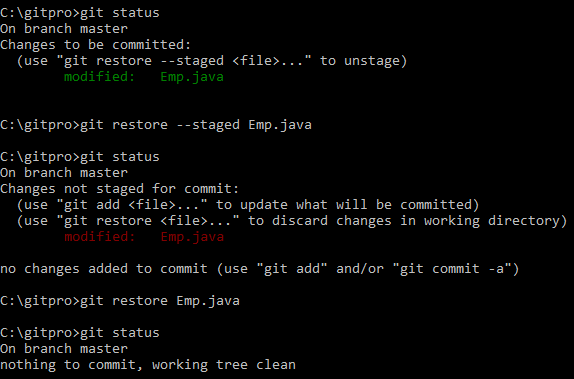 C:\gitpro>git status
On branch master
Changes to be committed:
  (use "git restore --staged <file>..." to unstage)
        modified:   Emp.java
C:\gitpro>git restore --staged Emp.java
C:\gitpro>git status
On branch master
Changes not staged for commit:
  (use "git add <file>..." to update what will be committed)
  (use "git restore <file>..." to discard changes in working directory)
        modified:   Emp.java
no changes added to commit (use "git add" and/or "git commit -a")
C:\gitpro>git restore Emp.java
C:\gitpro>git status
On branch master
nothing to commit, working tree clean